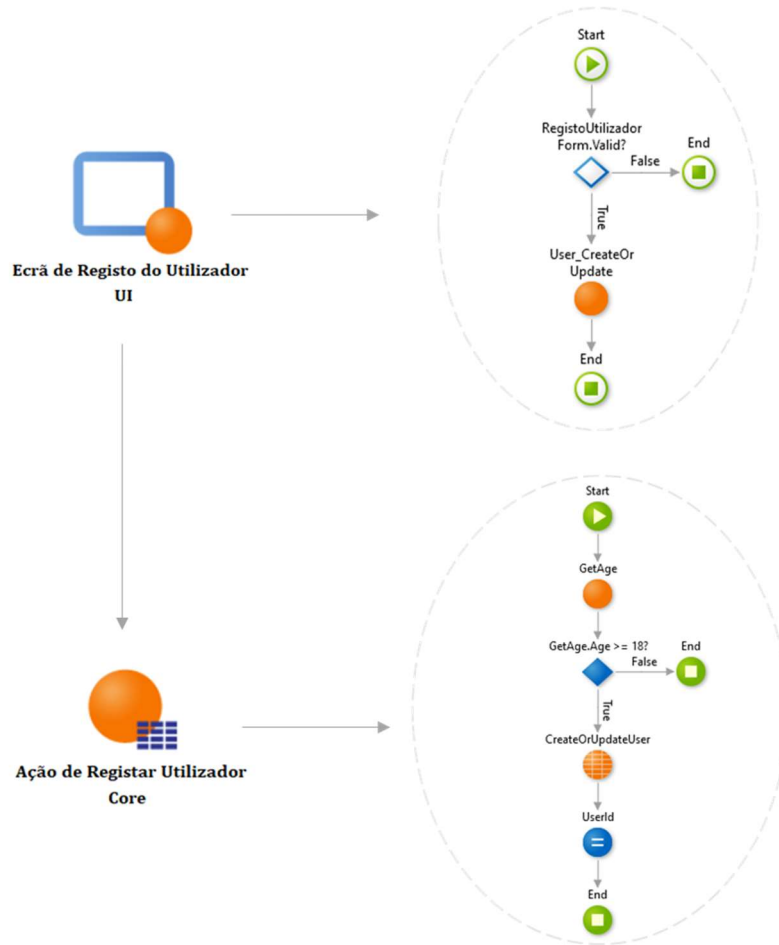 Start
RegistoUtilizador
Form.Valid?
End
False
True
User_CreateOr
Update
End
Ecrã de Registo do Utilizador
UI
Start
GetAge
GetAge.Age >= 18?
End
False
True
CreateOrUpdateUser
UserId
End
Ação de Registar Utilizador
Core